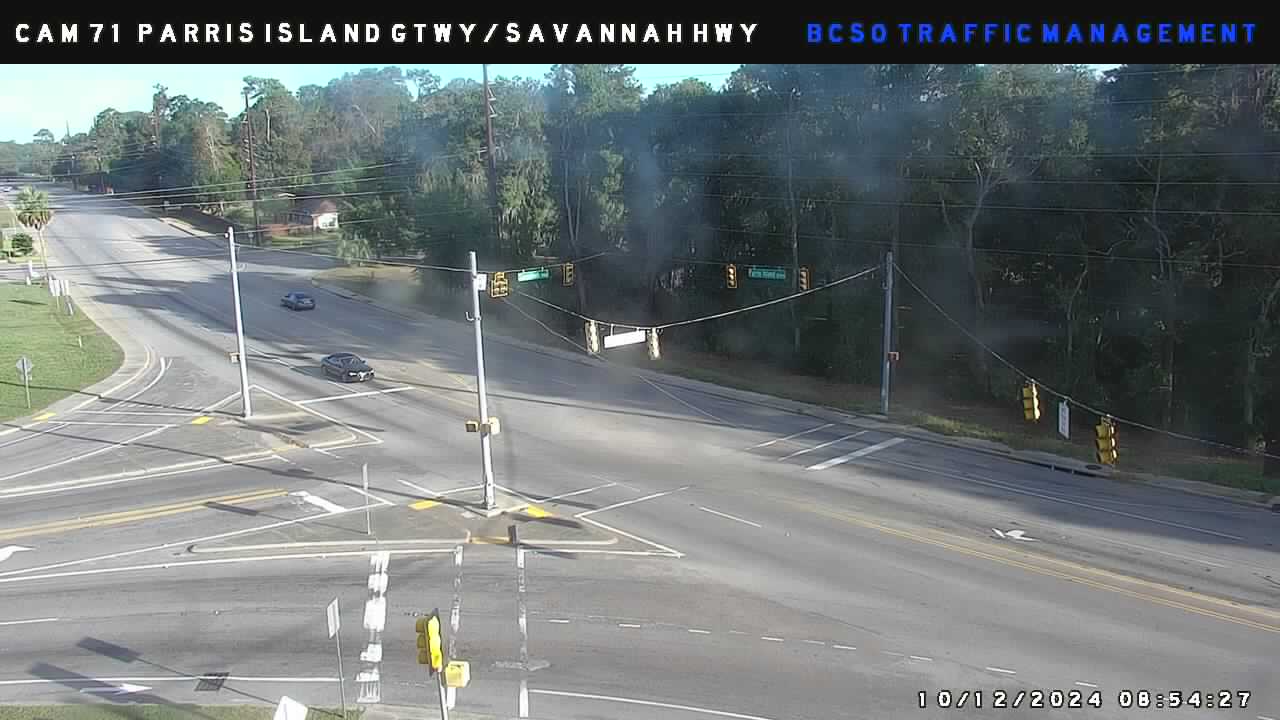 CAM 71 PARRIS ISLAND GTWY/SAVANNAH HWY BCSO TRAFFIC MANAGEMENT
10/12/2024 08:54:27